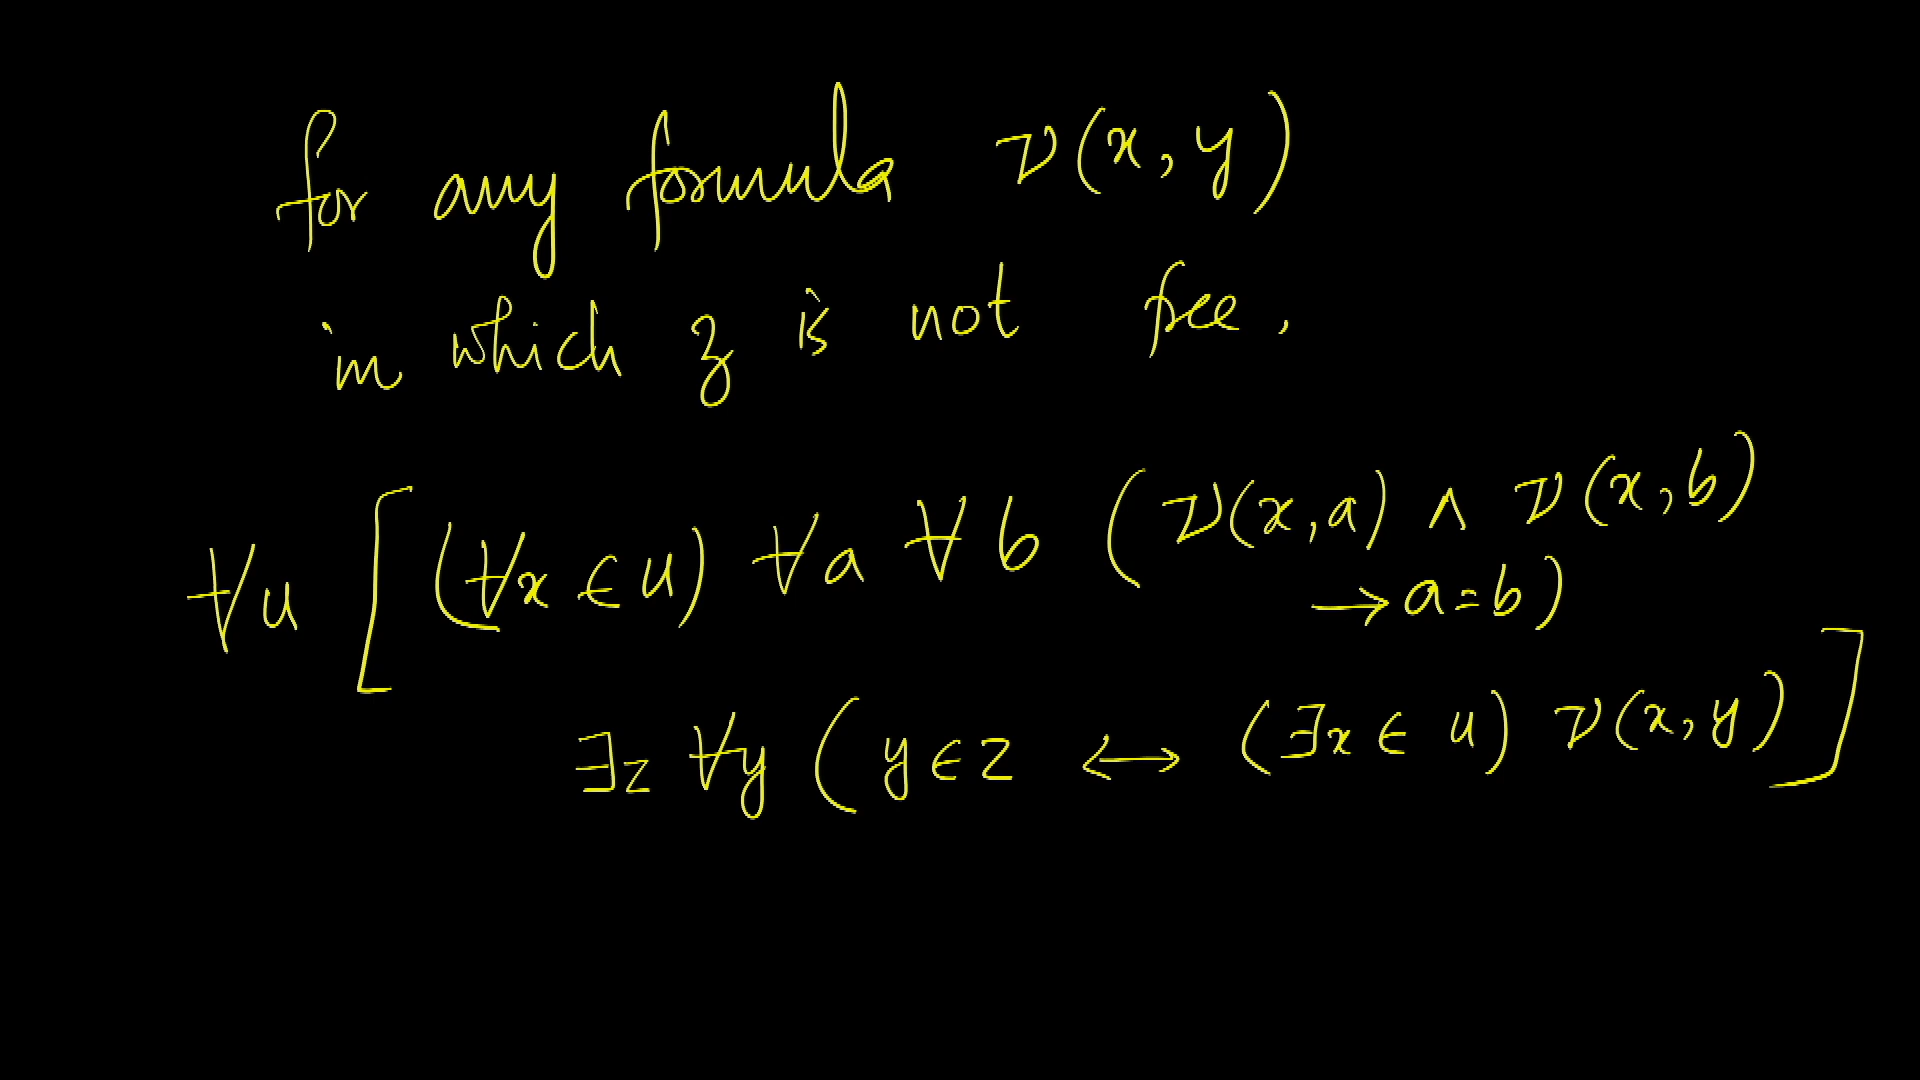 for any formula ν(x, y)
in which z is not free,
∀u [ (∀x ∈ u) ∀a ∀b ( ν(x, a) ∧ ν(x, b)
→ a = b )
∃z ∀y ( y ∈ z ↔ (∃x ∈ u) ν(x, y) ]